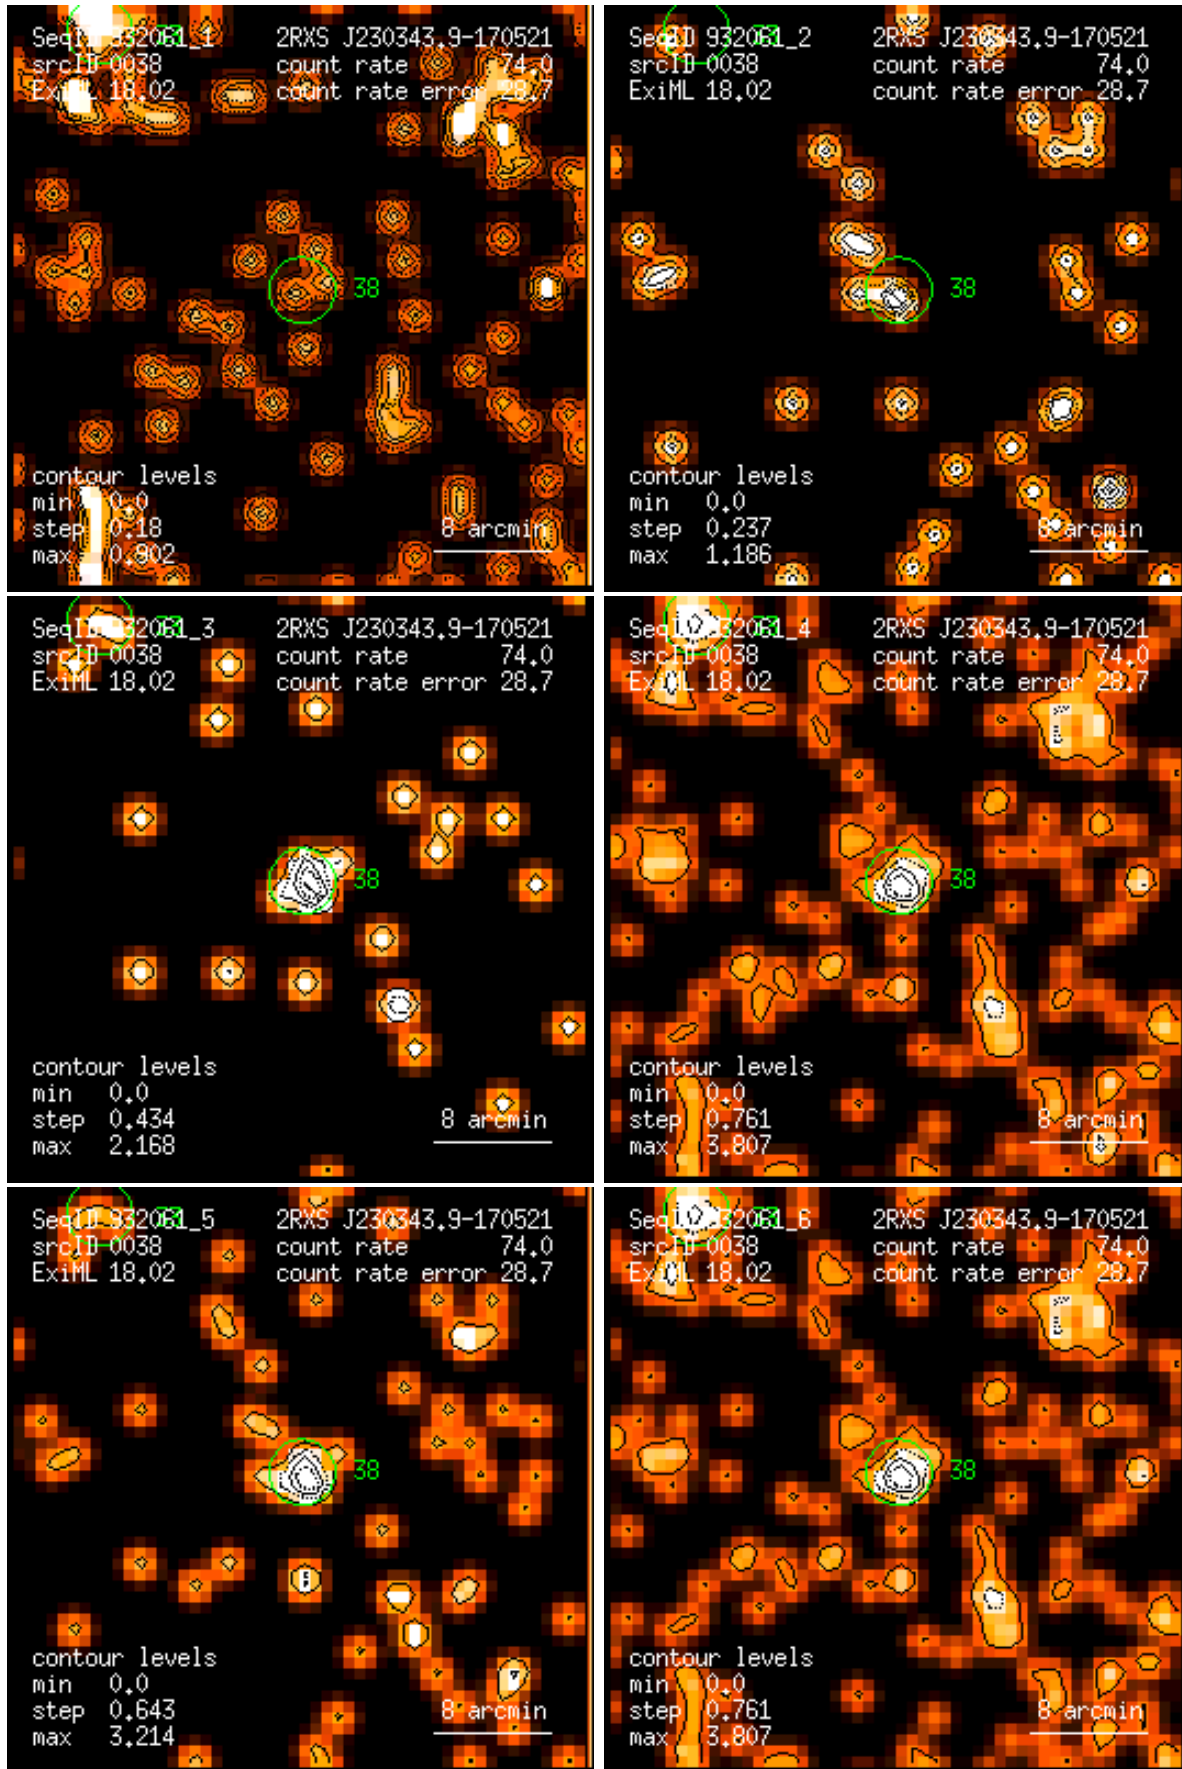 SeqID 932061_1 2RXS J230343.9-170521
srcID 0038 count rate 74.0
ExiML 18.02 count rate error 28.7
38
contour levels
min 0.0
step 0.18 8 arcmin
max 0.902
SeqID 932061_2 2RXS J230343.9-170521
srcID 0038 count rate 74.0
ExiML 18.02 count rate error 28.7
38
contour levels
min 0.0
step 0.237 8 arcmin
max 1.186
SeqID 932061_3 2RXS J230343.9-170521
srcID 0038 count rate 74.0
ExiML 18.02 count rate error 28.7
38
contour levels
min 0.0
step 0.434 8 arcmin
max 2.168
SeqID 932061_4 2RXS J230343.9-170521
srcID 0038 count rate 74.0
ExiML 18.02 count rate error 28.7
38
contour levels
min 0.0
step 0.761 8 arcmin
max 3.807
SeqID 932061_5 2RXS J230343.9-170521
srcID 0038 count rate 74.0
ExiML 18.02 count rate error 28.7
38
contour levels
min 0.0
step 0.643 8 arcmin
max 3.214
SeqID 932061_6 2RXS J230343.9-170521
srcID 0038 count rate 74.0
ExiML 18.02 count rate error 28.7
38
contour levels
min 0.0
step 0.761 8 arcmin
max 3.807